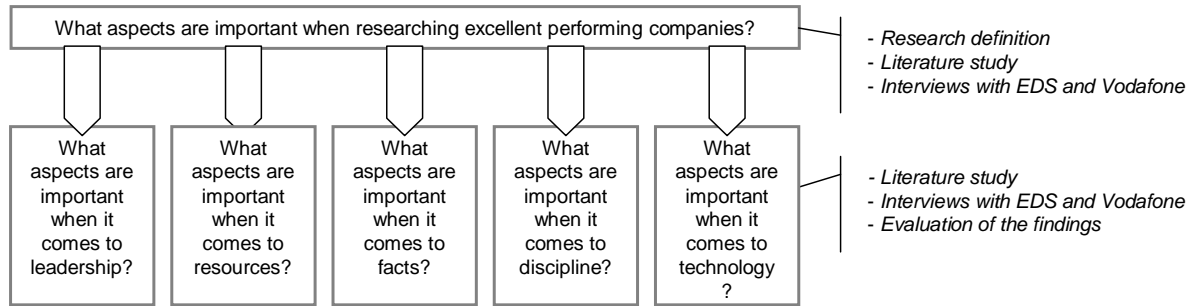 What aspects are important when researching excellent performing companies?
- Research definition
- Literature study
- Interviews with EDS and Vodafone
What
aspects are
important
when it
comes to
leadership?
What
aspects are
important
when it
comes to
resources?
What
aspects are
important
when it
comes to
facts?
What
aspects are
important
when it
comes to
discipline?
What
aspects are
important
when it
comes to
technology
?
- Literature study
- Interviews with EDS and Vodafone
- Evaluation of the findings